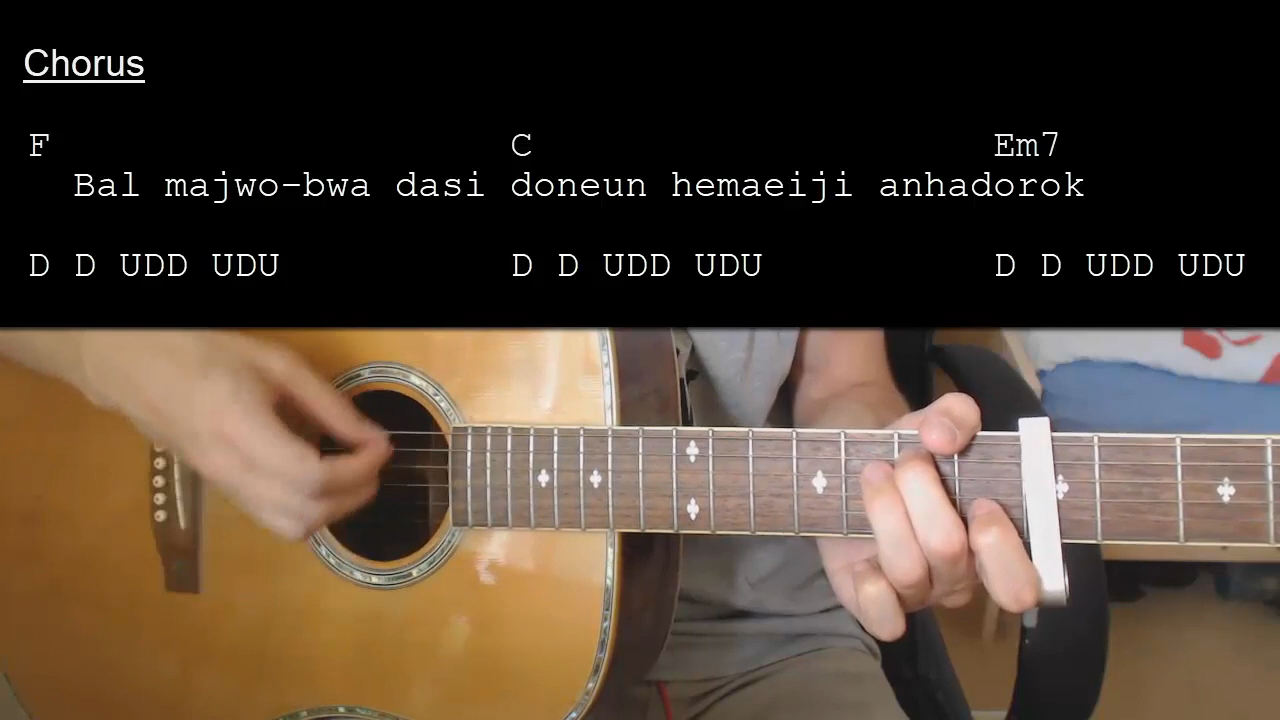 Chorus
F C Em7
Bal majwo-bwa dasi doneun hemaeiji anhadorok
D D UDD UDU D D UDD UDU D D UDD UDU